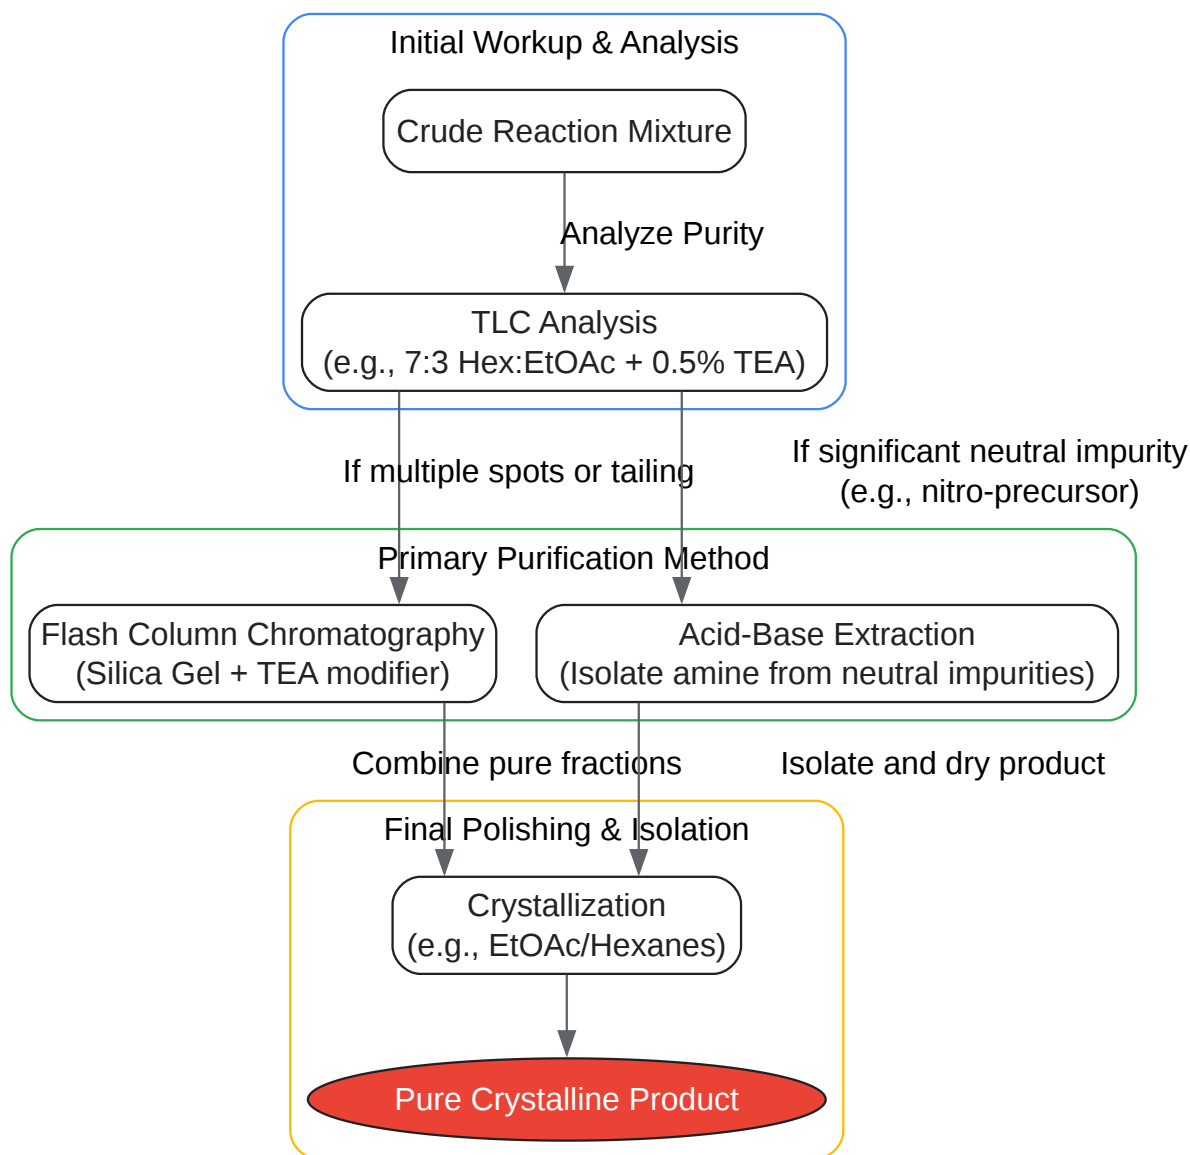 Initial Workup & Analysis
Crude Reaction Mixture
Analyze Purity
TLC Analysis
(e.g., 7:3 Hex:EtOAc + 0.5% TEA)
If multiple spots or tailing
If significant neutral impurity
(e.g., nitro-precursor)
Primary Purification Method
Flash Column Chromatography
(Silica Gel + TEA modifier)
Acid-Base Extraction
(Isolate amine from neutral impurities)
Combine pure fractions
Isolate and dry product
Final Polishing & Isolation
Crystallization
(e.g., EtOAc/Hexanes)
Pure Crystalline Product